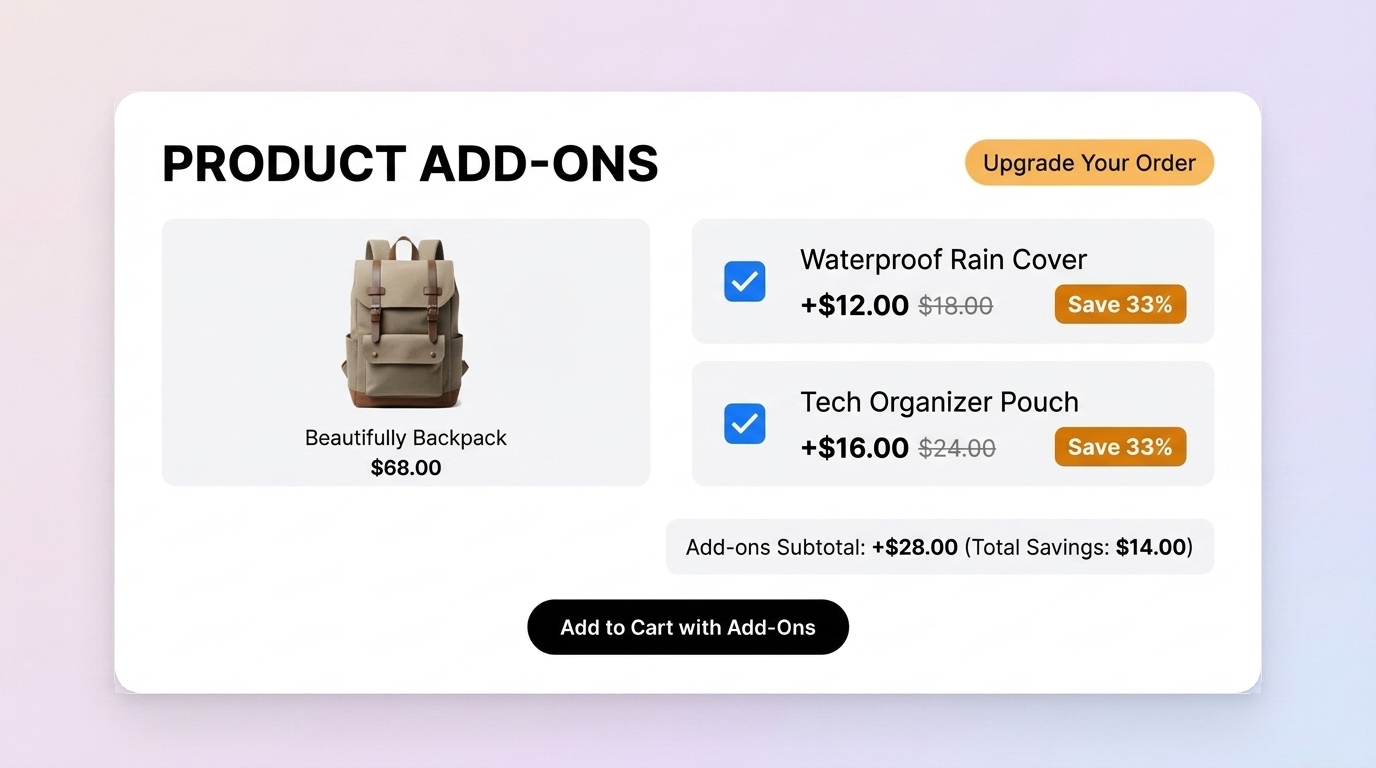 PRODUCT ADD-ONS
Upgrade Your Order
Beautifully Backpack
$68.00
Waterproof Rain Cover
+$12.00 $18.00
Save 33%
Tech Organizer Pouch
+$16.00 $24.00
Save 33%
Add-ons Subtotal: +$28.00 (Total Savings: $14.00)
Add to Cart with Add-Ons